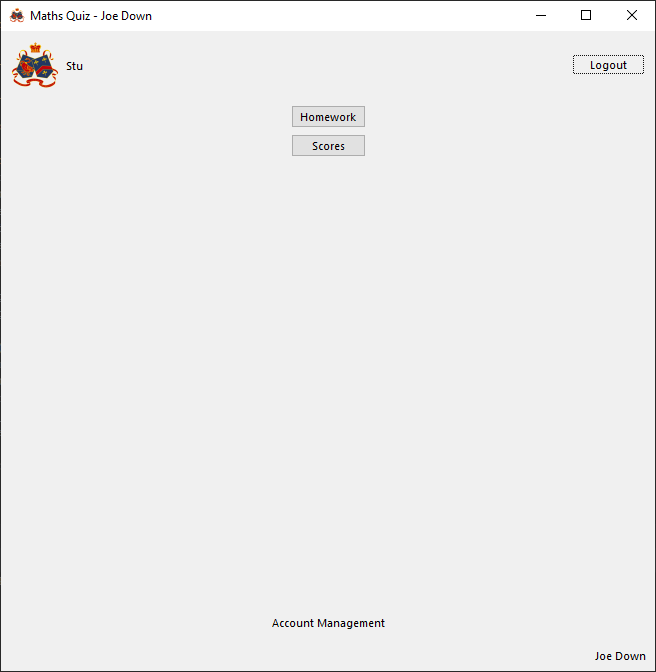 Maths Quiz - Joe Down
Stu
Logout
Homework
Scores
Account Management
Joe Down